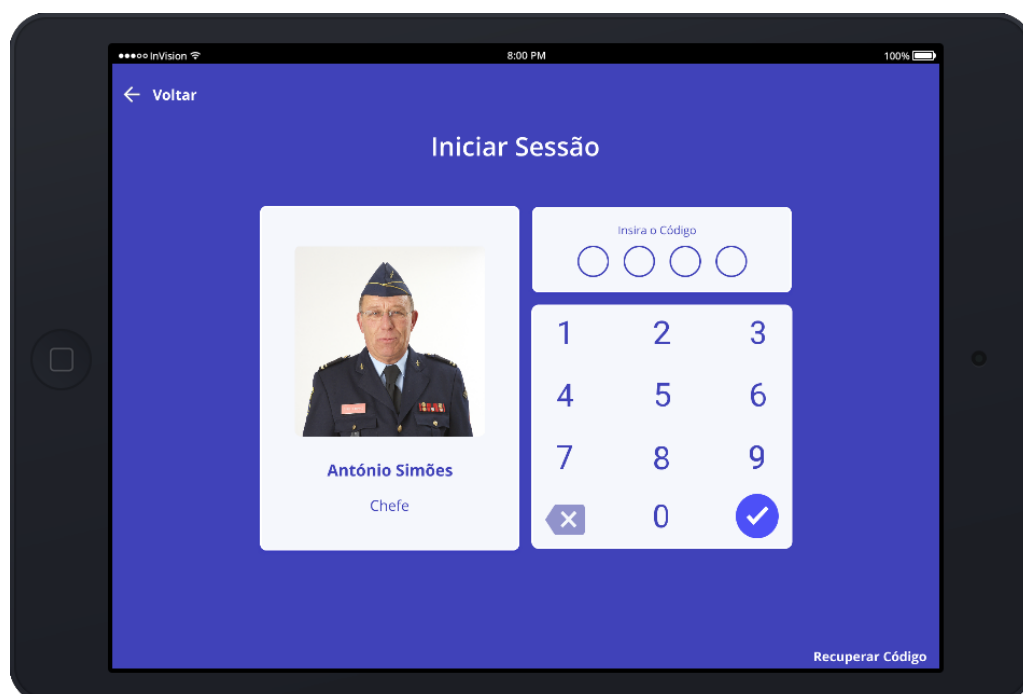 InVision
8:00 PM
100%
Voltar
Iniciar Sessão
António Simões
Chefe
Insira o Código
1 2 3
4 5 6
7 8 9
0
Recuperar Código